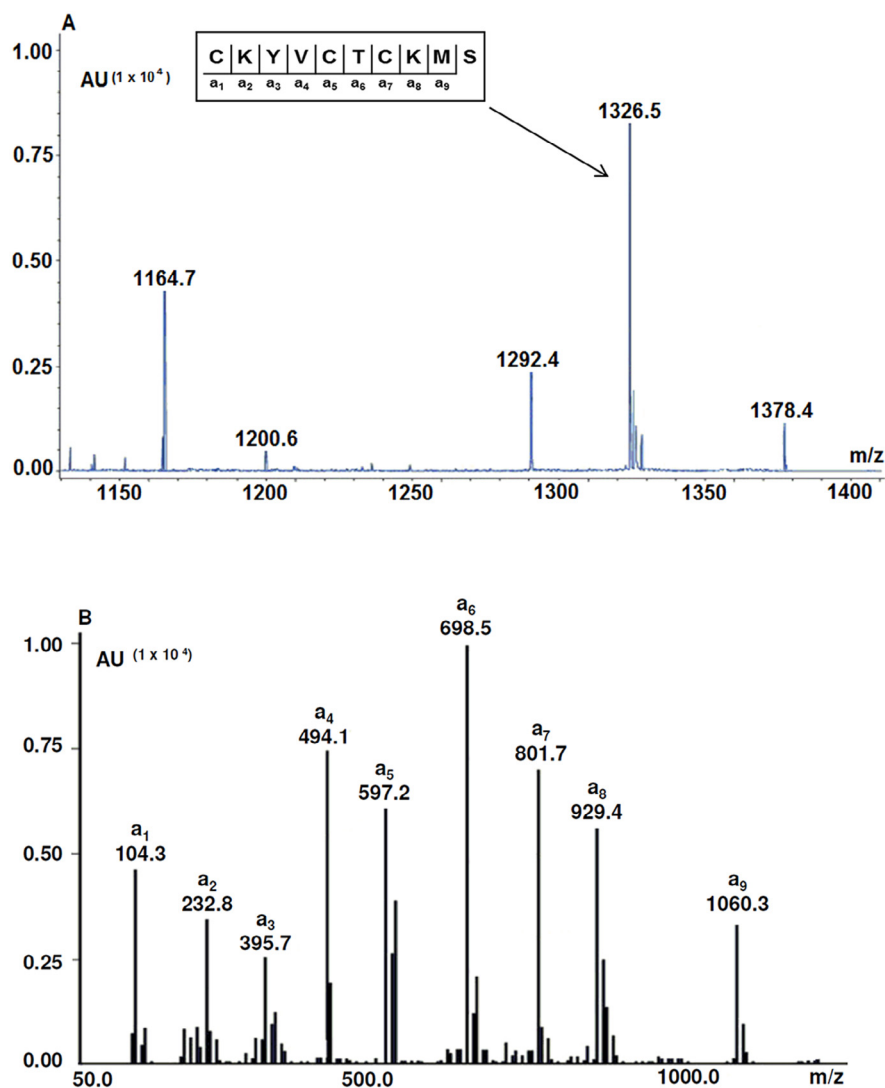 A
1.00
AU (1 x 10 4)
C K Y V C T C K M S
a1 a2 a3 a4 a5 a6 a7 a8 a9
1326.5
0.75
0.50
1164.7
1292.4
0.25
1378.4
1200.6
0.00
m/z
1150 1200 1250 1300 1350 1400
B
a6
698.5
1.00
AU (1 x 10 4)
a4
494.1
0.75
a7
801.7
a5
597.2
a8
929.4
a1
104.3
0.50
a2
232.8
a9
1060.3
a3
395.7
0.25
0.00
50.0 500.0 1000.0 m/z